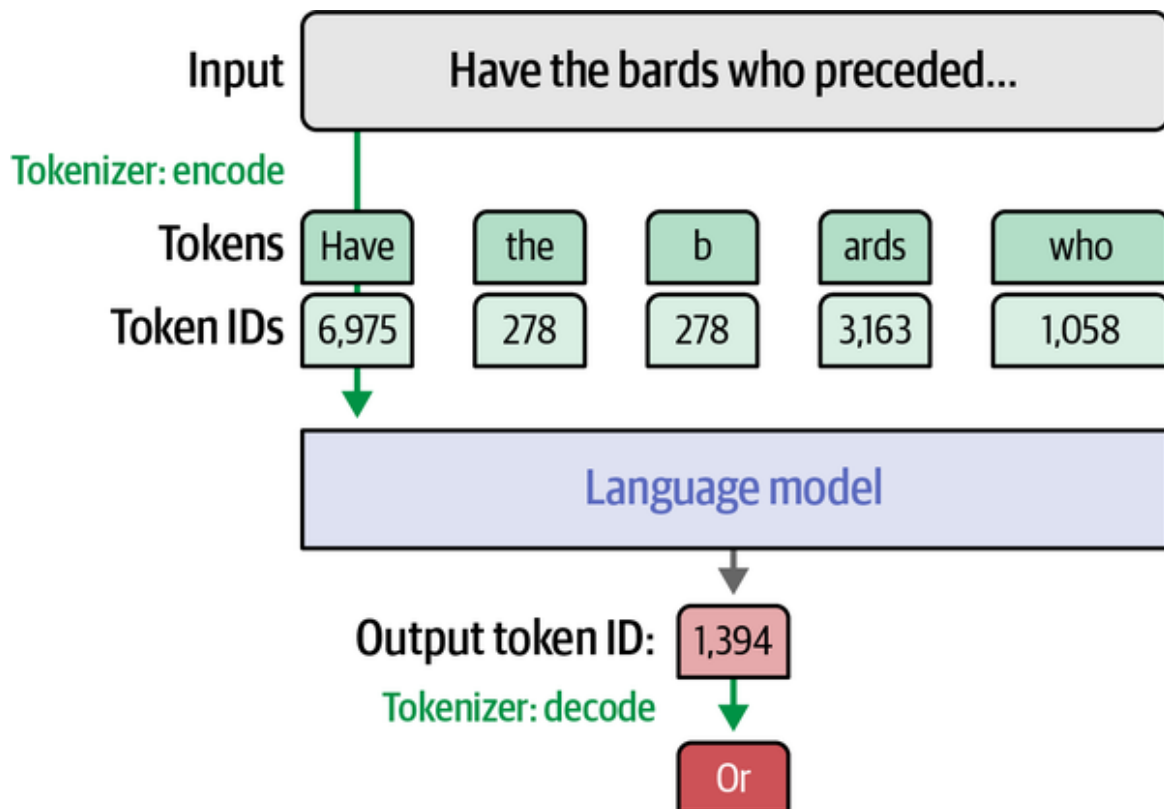 Input
Have the bards who preceded...
Tokenizer: encode
Tokens Have the b ards who
Token IDs 6,975 278 278 3,163 1,058
Language model
Output token ID: 1,394
Tokenizer: decode
Or